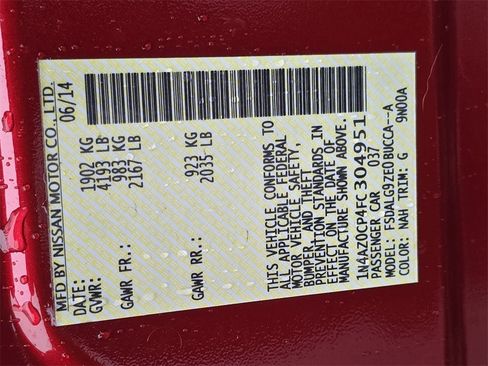 MFD BY NISSAN MOTOR CO., LTD.
DATE: 06/14
GVWR: 1902 KG
4193 LB
GAWR FR.: 983 KG
2167 LB
GAWR RR.: 923 KG
2035 LB
THIS VEHICLE CONFORMS TO
ALL APPLICABLE FEDERAL
MOTOR VEHICLE SAFETY,
BUMPER, AND THEFT
PREVENTION STANDARDS IN
EFFECT ON THE DATE OF
MANUFACTURE SHOWN ABOVE.
1N4AZ0CP4FC304951
PASSENGER CAR 037
MODEL: FSDALG9ZE0BUCCA--A
COLOR: NAH TRIM: G 9N00A